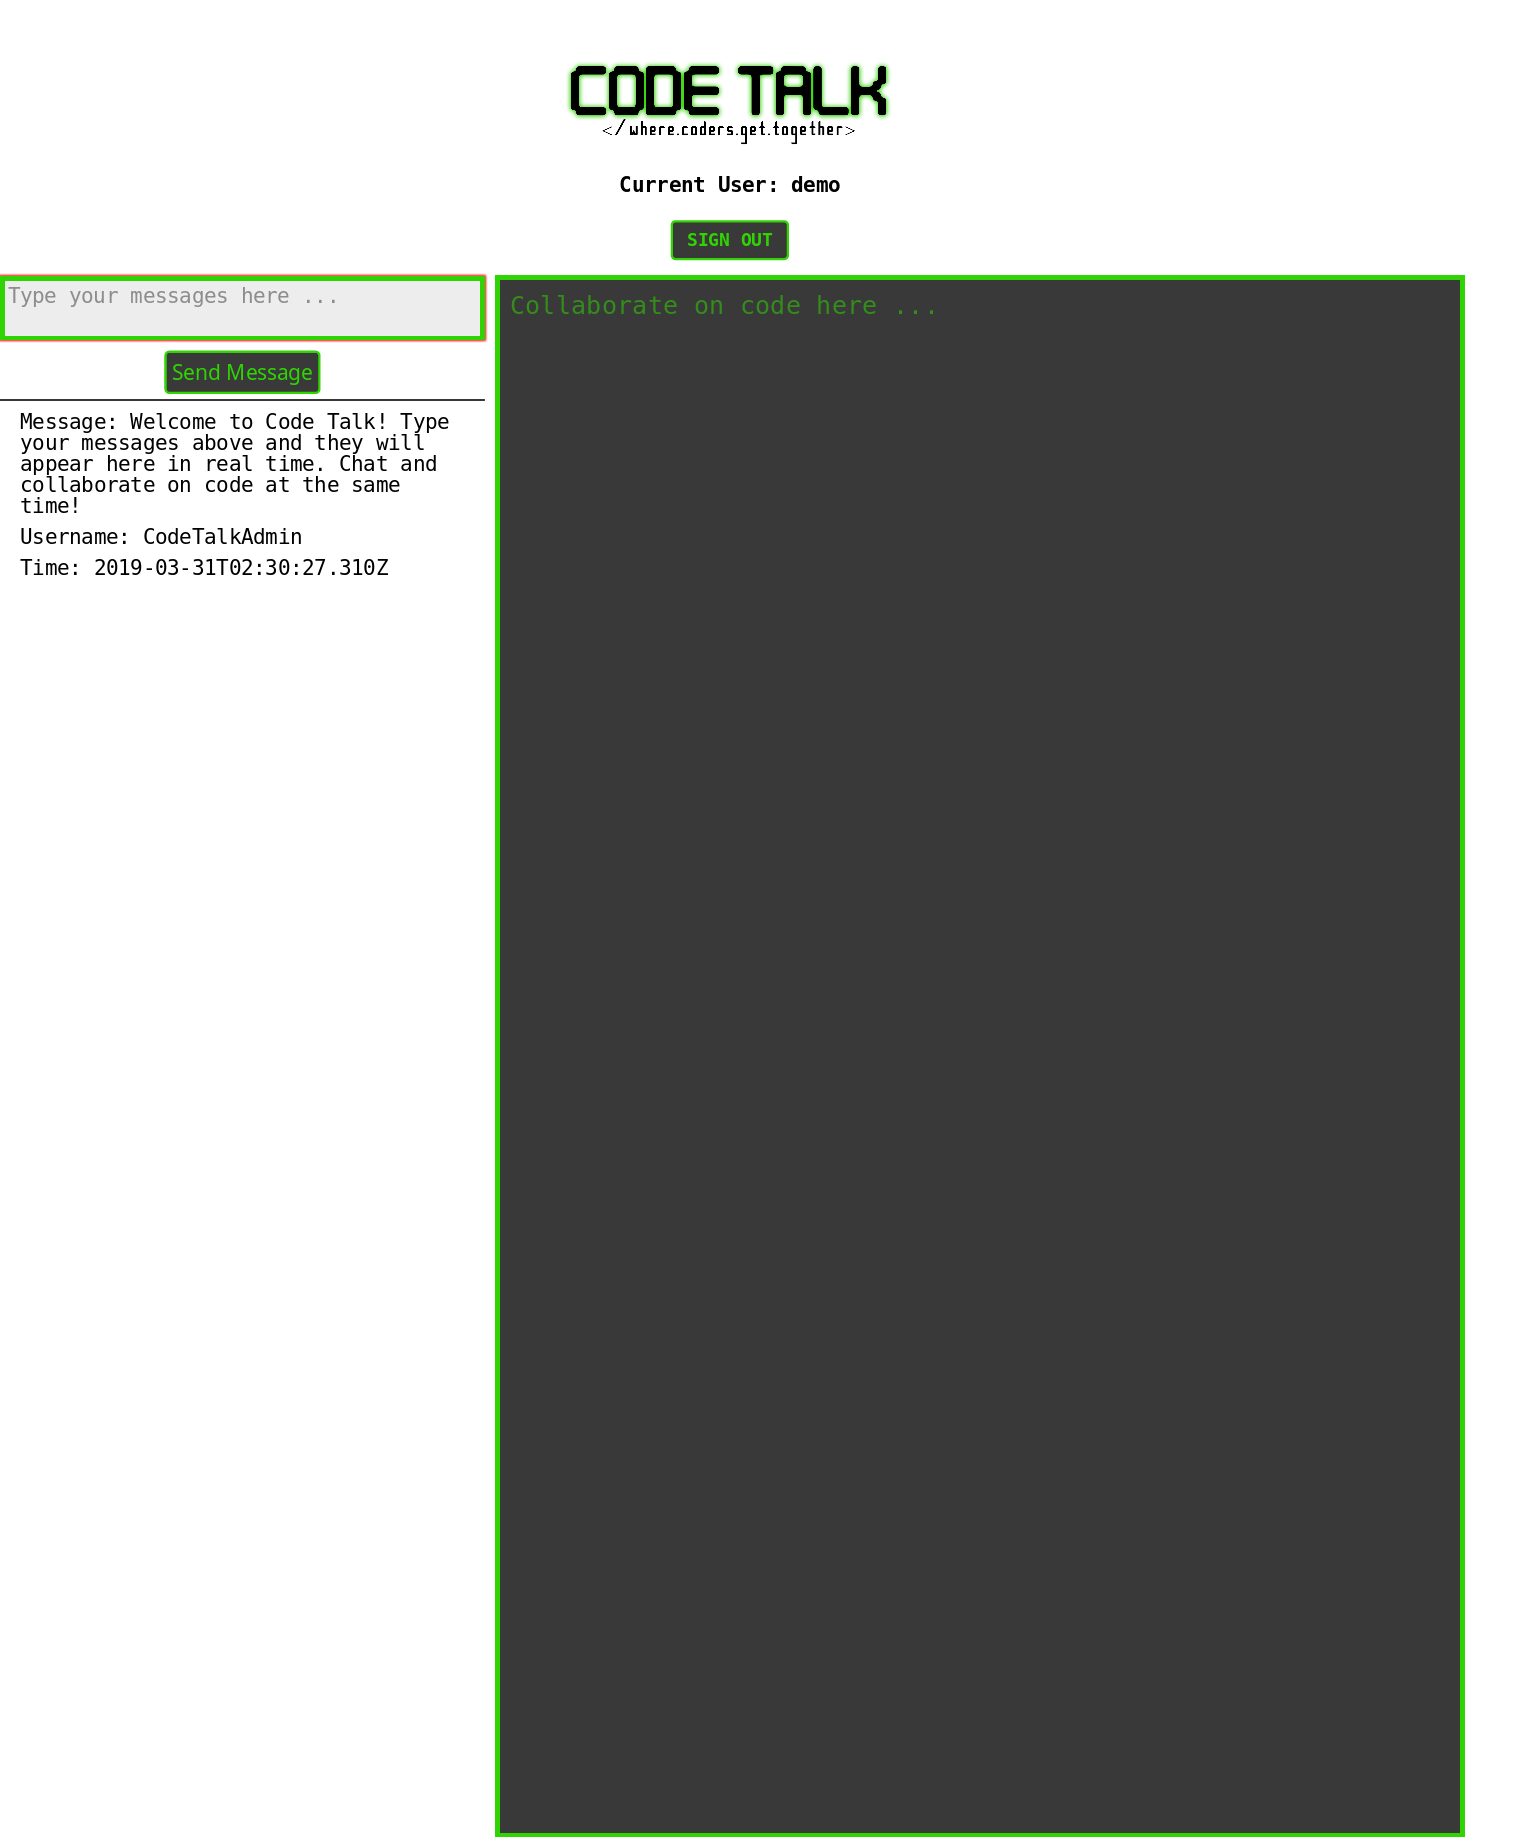 CODE TALK
</where.coders.get.together>
Current User: demo
SIGN OUT
Type your messages here ...
Send Message
Message: Welcome to Code Talk! Type
your messages above and they will
appear here in real time. Chat and
collaborate on code at the same
time!
Username: CodeTalkAdmin
Time: 2019-03-31T02:30:27.310Z
Collaborate on code here ...